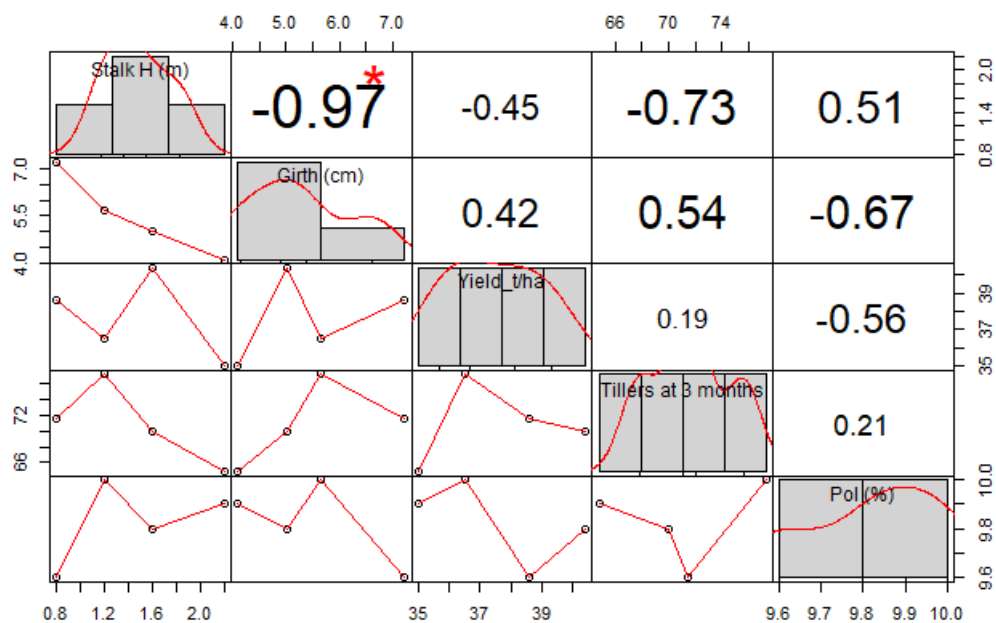 4.0 5.0 6.0 7.0 66 68 70 74
Stalk H (m) -0.97 * -0.45 -0.73 0.51 0.8 1.4 2.0
4.0 5.5 7.0 Girth (cm) 0.42 0.54 -0.67
Yield_t/ha 0.19 -0.56 35 37 39
66 72 Tillers at 3 months 0.21
Pol (%) 9.6 9.8 10.0
0.8 1.2 1.6 2.0 35 37 39 9.6 9.7 9.8 9.9 10.0